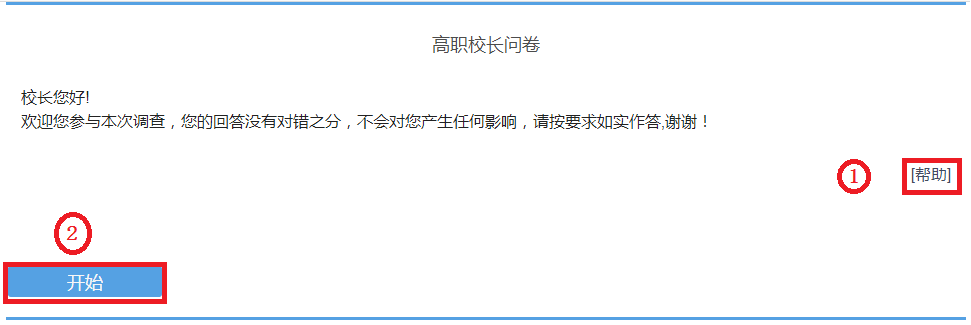 高职校长问卷
校长您好!
欢迎您参与本次调查，您的回答没有对错之分，不会对您产生任何影响，请按要求如实作答,谢谢！
1
[帮助]
2
开始